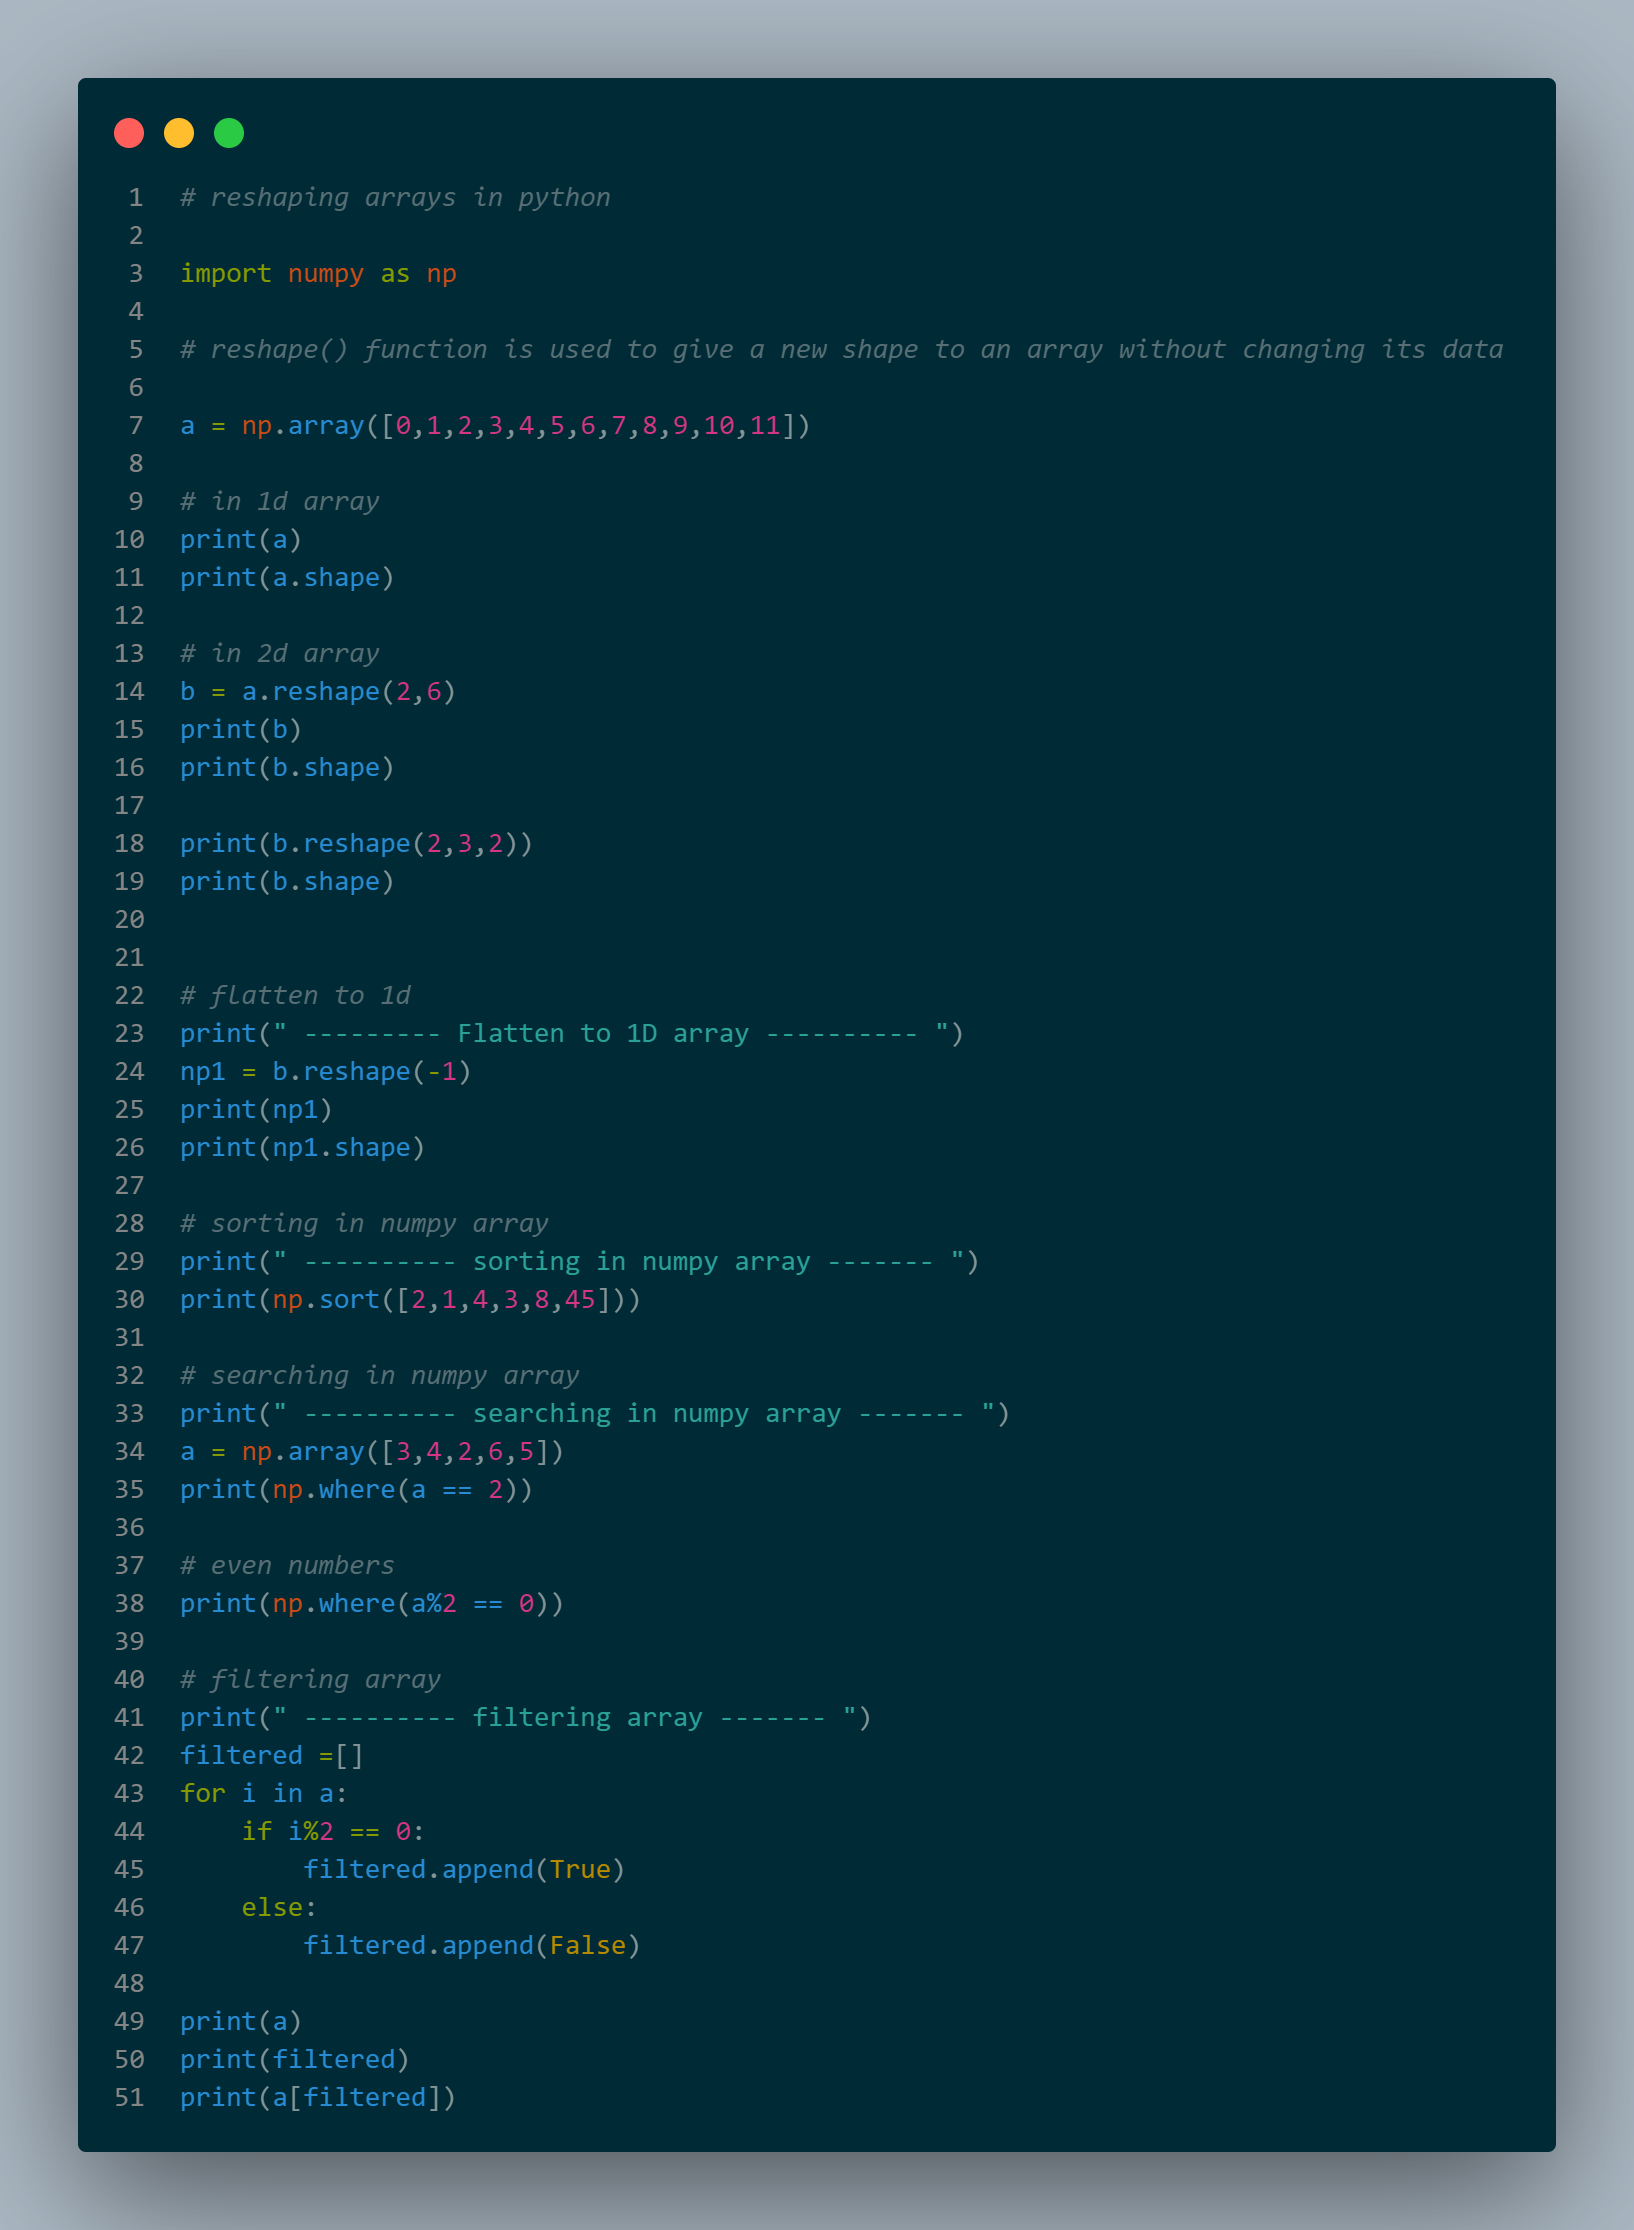 1 # reshaping arrays in python
2
3 import numpy as np
4
5 # reshape() function is used to give a new shape to an array without changing its data
6
7 a = np.array([0,1,2,3,4,5,6,7,8,9,10,11])
8
9 # in 1d array
10 print(a)
11 print(a.shape)
12
13 # in 2d array
14 b = a.reshape(2,6)
15 print(b)
16 print(b.shape)
17
18 print(b.reshape(2,3,2))
19 print(b.shape)
20
21
22 # flatten to 1d
23 print(" --------- Flatten to 1D array ---------- ")
24 np1 = b.reshape(-1)
25 print(np1)
26 print(np1.shape)
27
28 # sorting in numpy array
29 print(" ---------- sorting in numpy array ------- ")
30 print(np.sort([2,1,4,3,8,45]))
31
32 # searching in numpy array
33 print(" ---------- searching in numpy array ------- ")
34 a = np.array([3,4,2,6,5])
35 print(np.where(a == 2))
36
37 # even numbers
38 print(np.where(a%2 == 0))
39
40 # filtering array
41 print(" ---------- filtering array ------- ")
42 filtered =[]
43 for i in a:
44     if i%2 == 0:
45         filtered.append(True)
46     else:
47         filtered.append(False)
48
49 print(a)
50 print(filtered)
51 print(a[filtered])